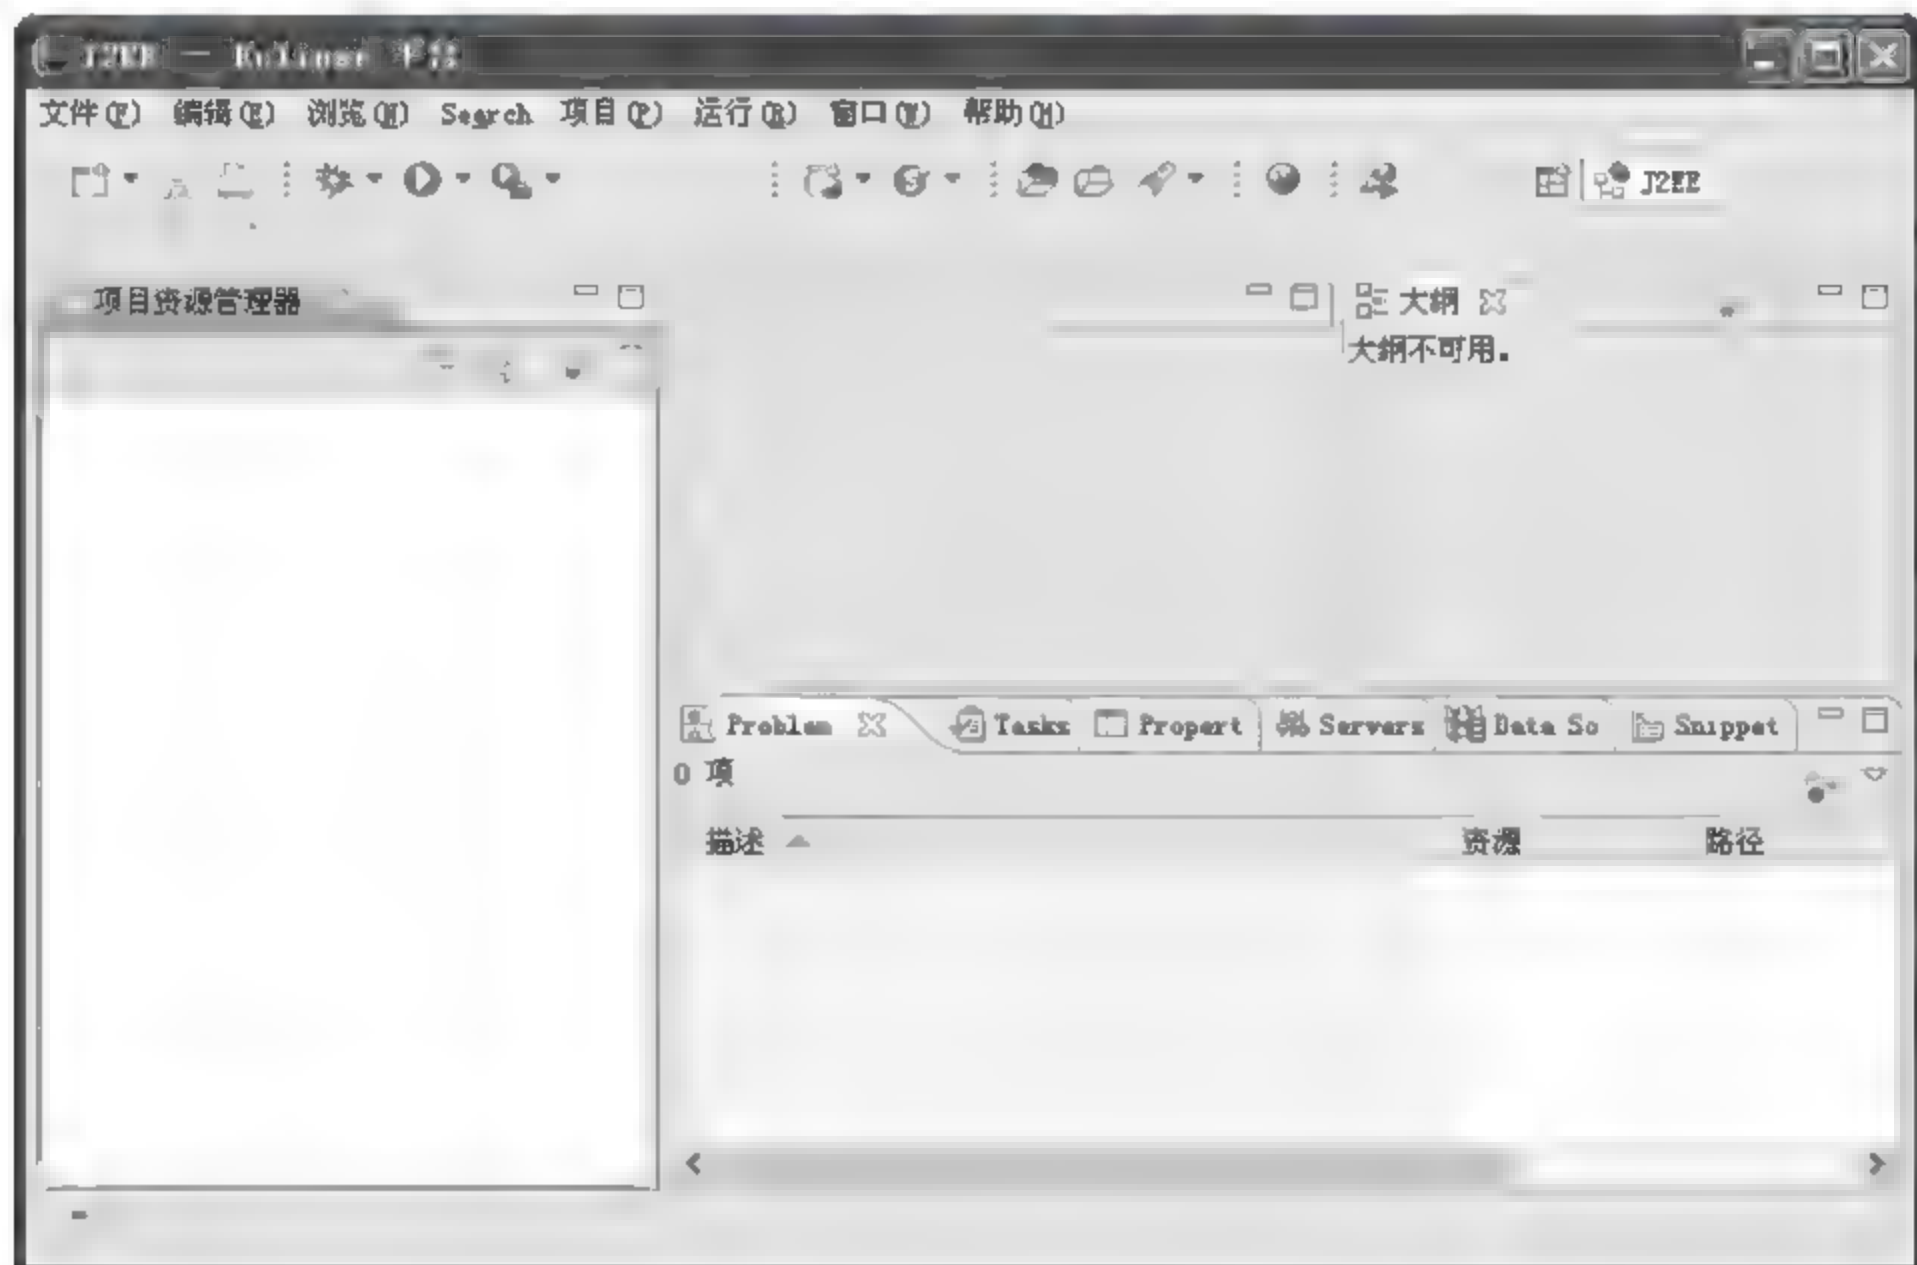 J2EE — Eclipse 平台
文件(F) 编辑(E) 浏览(N) Search 项目(P) 运行(R) 窗口(W) 帮助(H)
J2EE
项目资源管理器
大纲
大纲不可用。
Problem Tasks Propert Servers Data So Snippet
0 项
描述 资源 路径